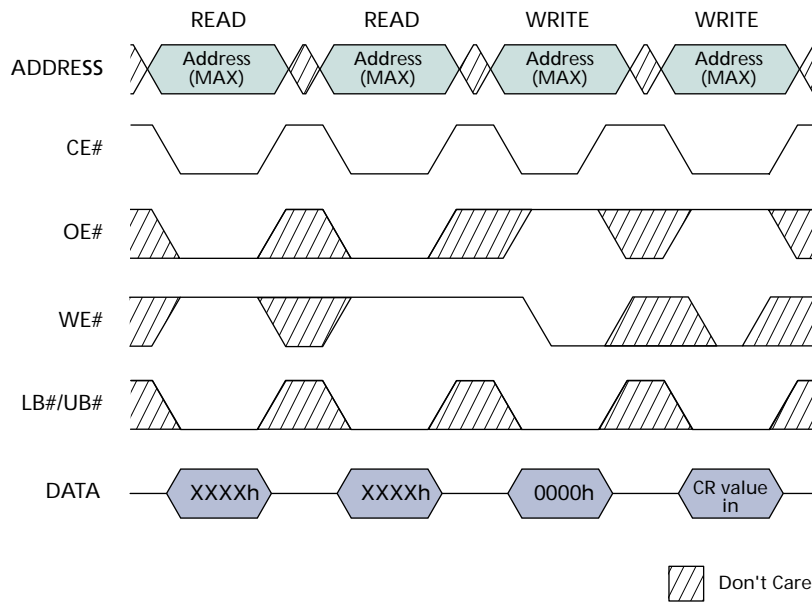 READ READ WRITE WRITE
ADDRESS Address (MAX) Address (MAX) Address (MAX) Address (MAX)
CE#
OE#
WE#
LB#/UB#
DATA XXXXh XXXXh 0000h CR value in
Don't Care